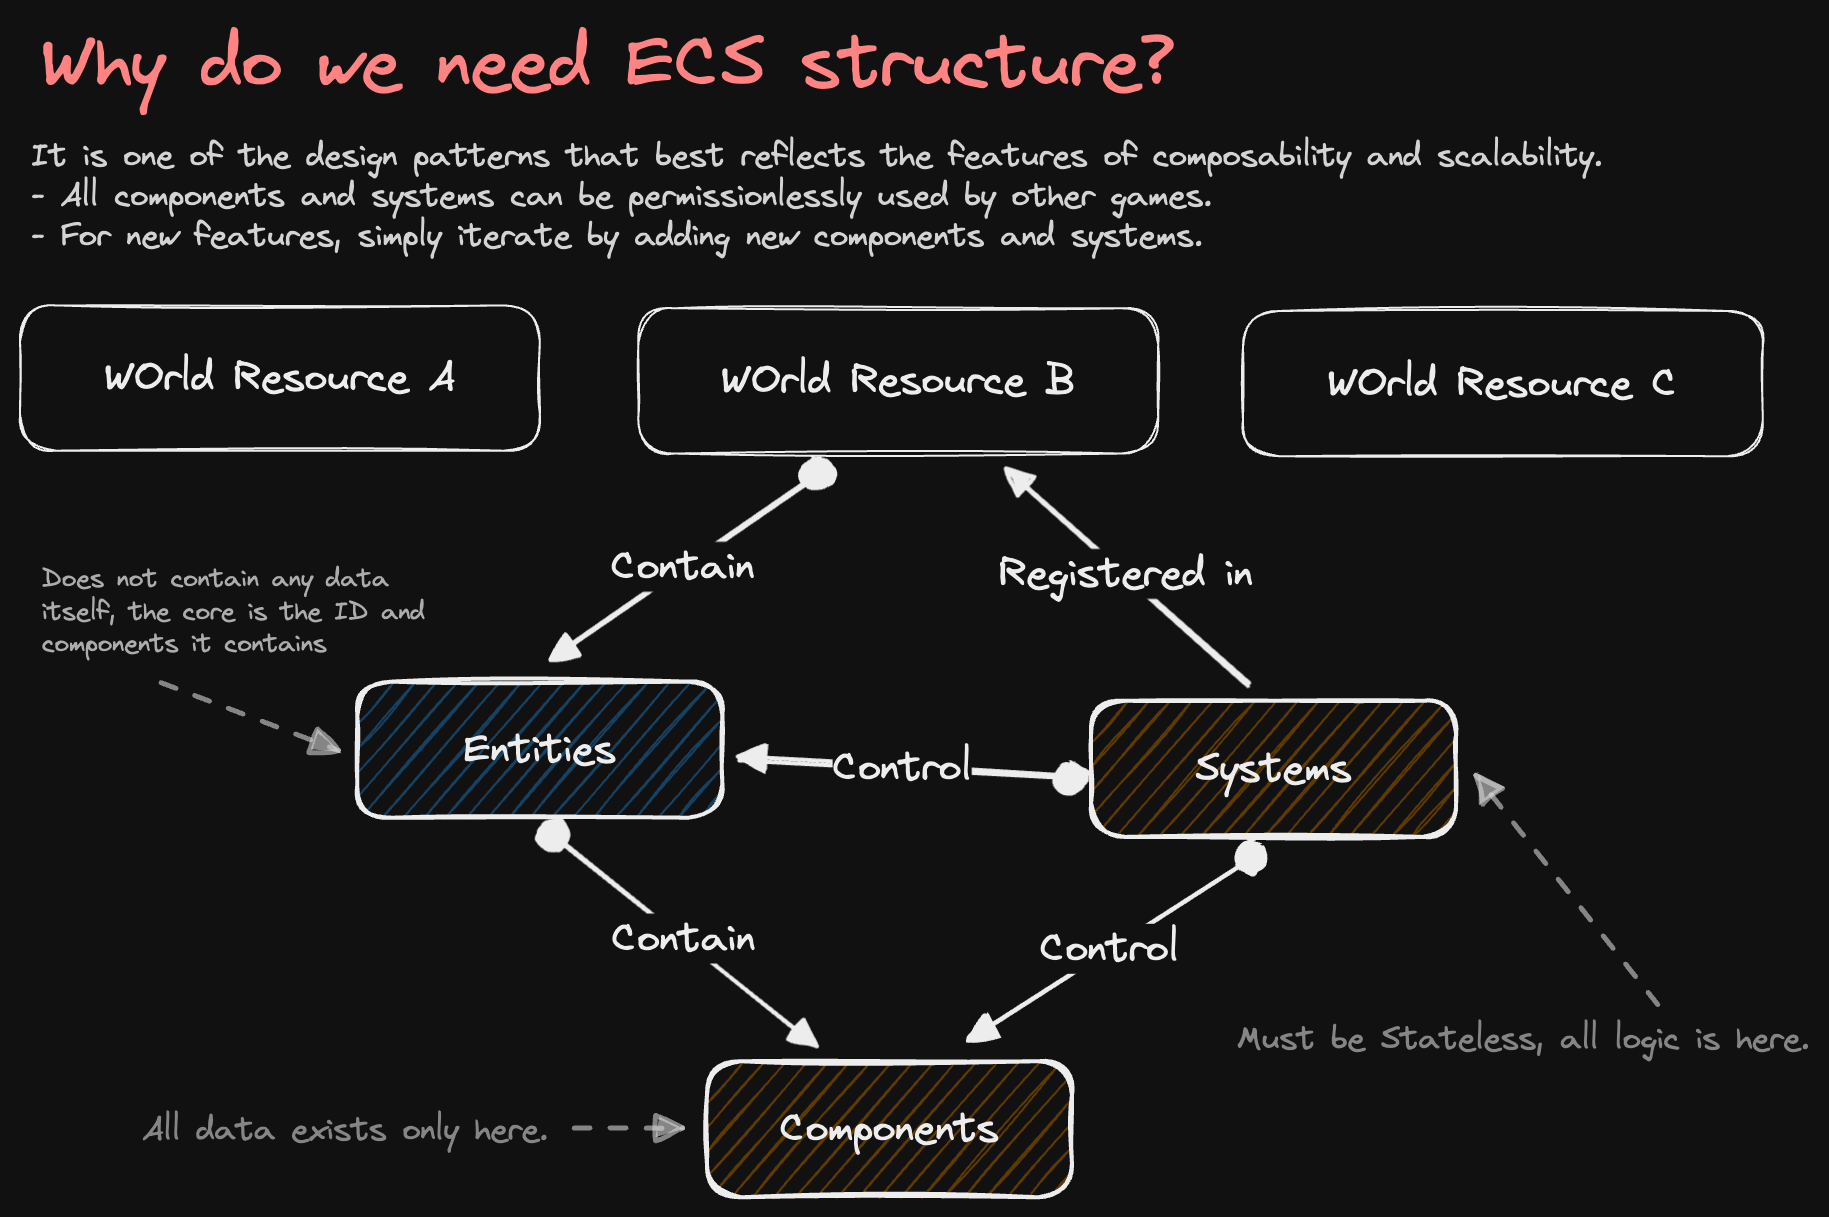 Why do we need ECS structure?
It is one of the design patterns that best reflects the features of composability and scalability.
- All components and systems can be permissionlessly used by other games.
- For new features, simply iterate by adding new components and systems.
WOrld Resource A
WOrld Resource B
WOrld Resource C
Contain
Registered in
Does not contain any data
itself, the core is the ID and
components it contains
Entities
Control
Systems
Contain
Control
Must be Stateless, all logic is here.
All data exists only here.
Components